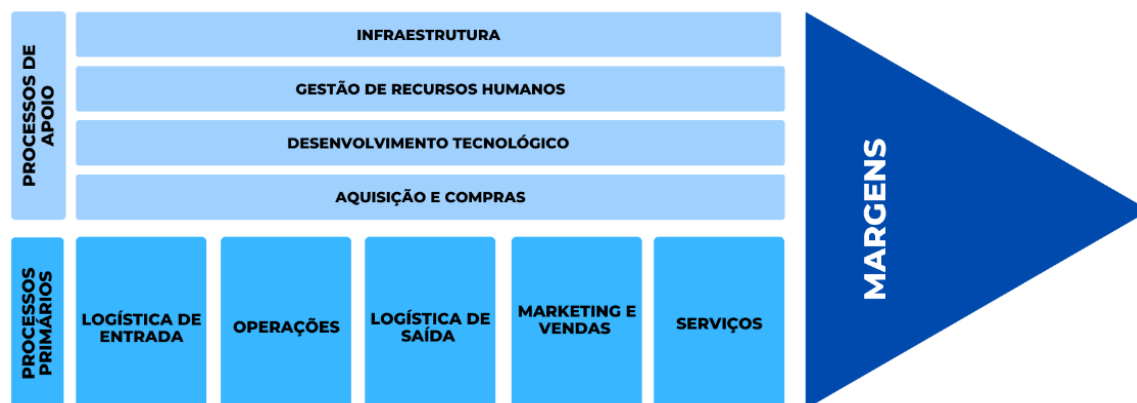 PROCESSOS DE
APOIO
INFRAESTRUTURA
GESTÃO DE RECURSOS HUMANOS
DESENVOLVIMENTO TECNOLÓGICO
AQUISIÇÃO E COMPRAS
PROCESSOS
PRIMÁRIOS
LOGÍSTICA DE
ENTRADA
OPERAÇÕES
LOGÍSTICA DE
SAÍDA
MARKETING E
VENDAS
SERVIÇOS
MARGENS